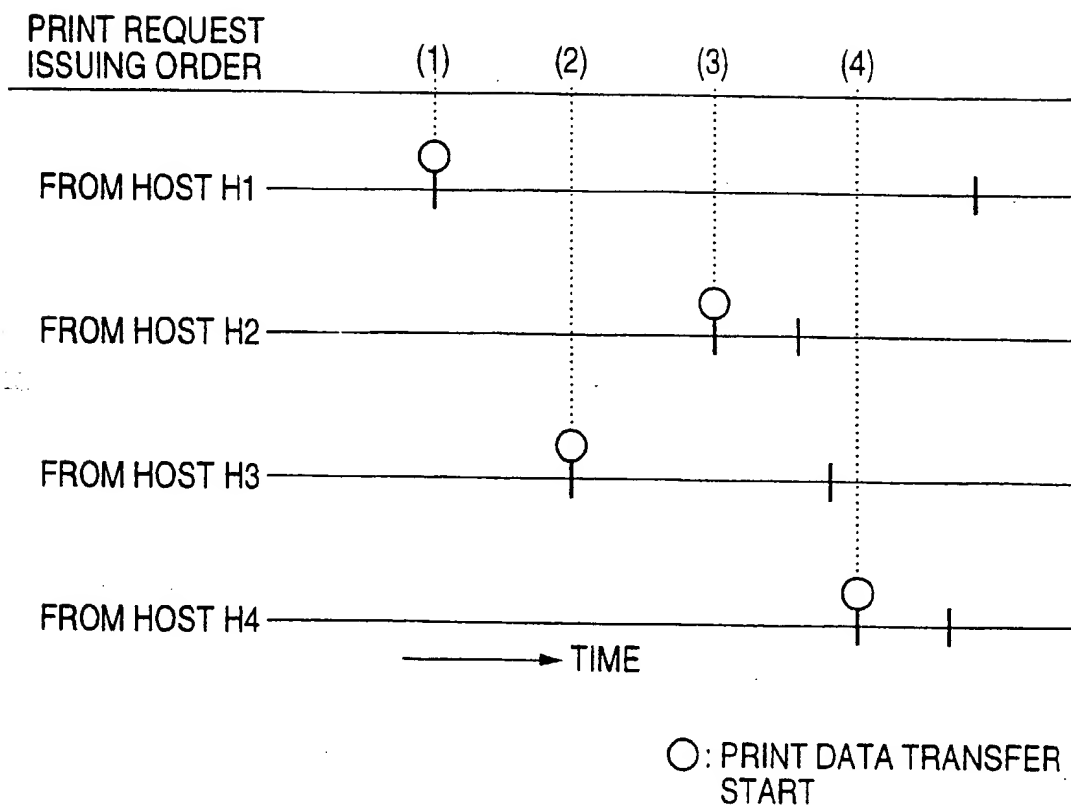 PRINT REQUEST
ISSUING ORDER
(1) (2) (3) (4)
FROM HOST H1
FROM HOST H2
FROM HOST H3
FROM HOST H4
TIME
: PRINT DATA TRANSFER
START